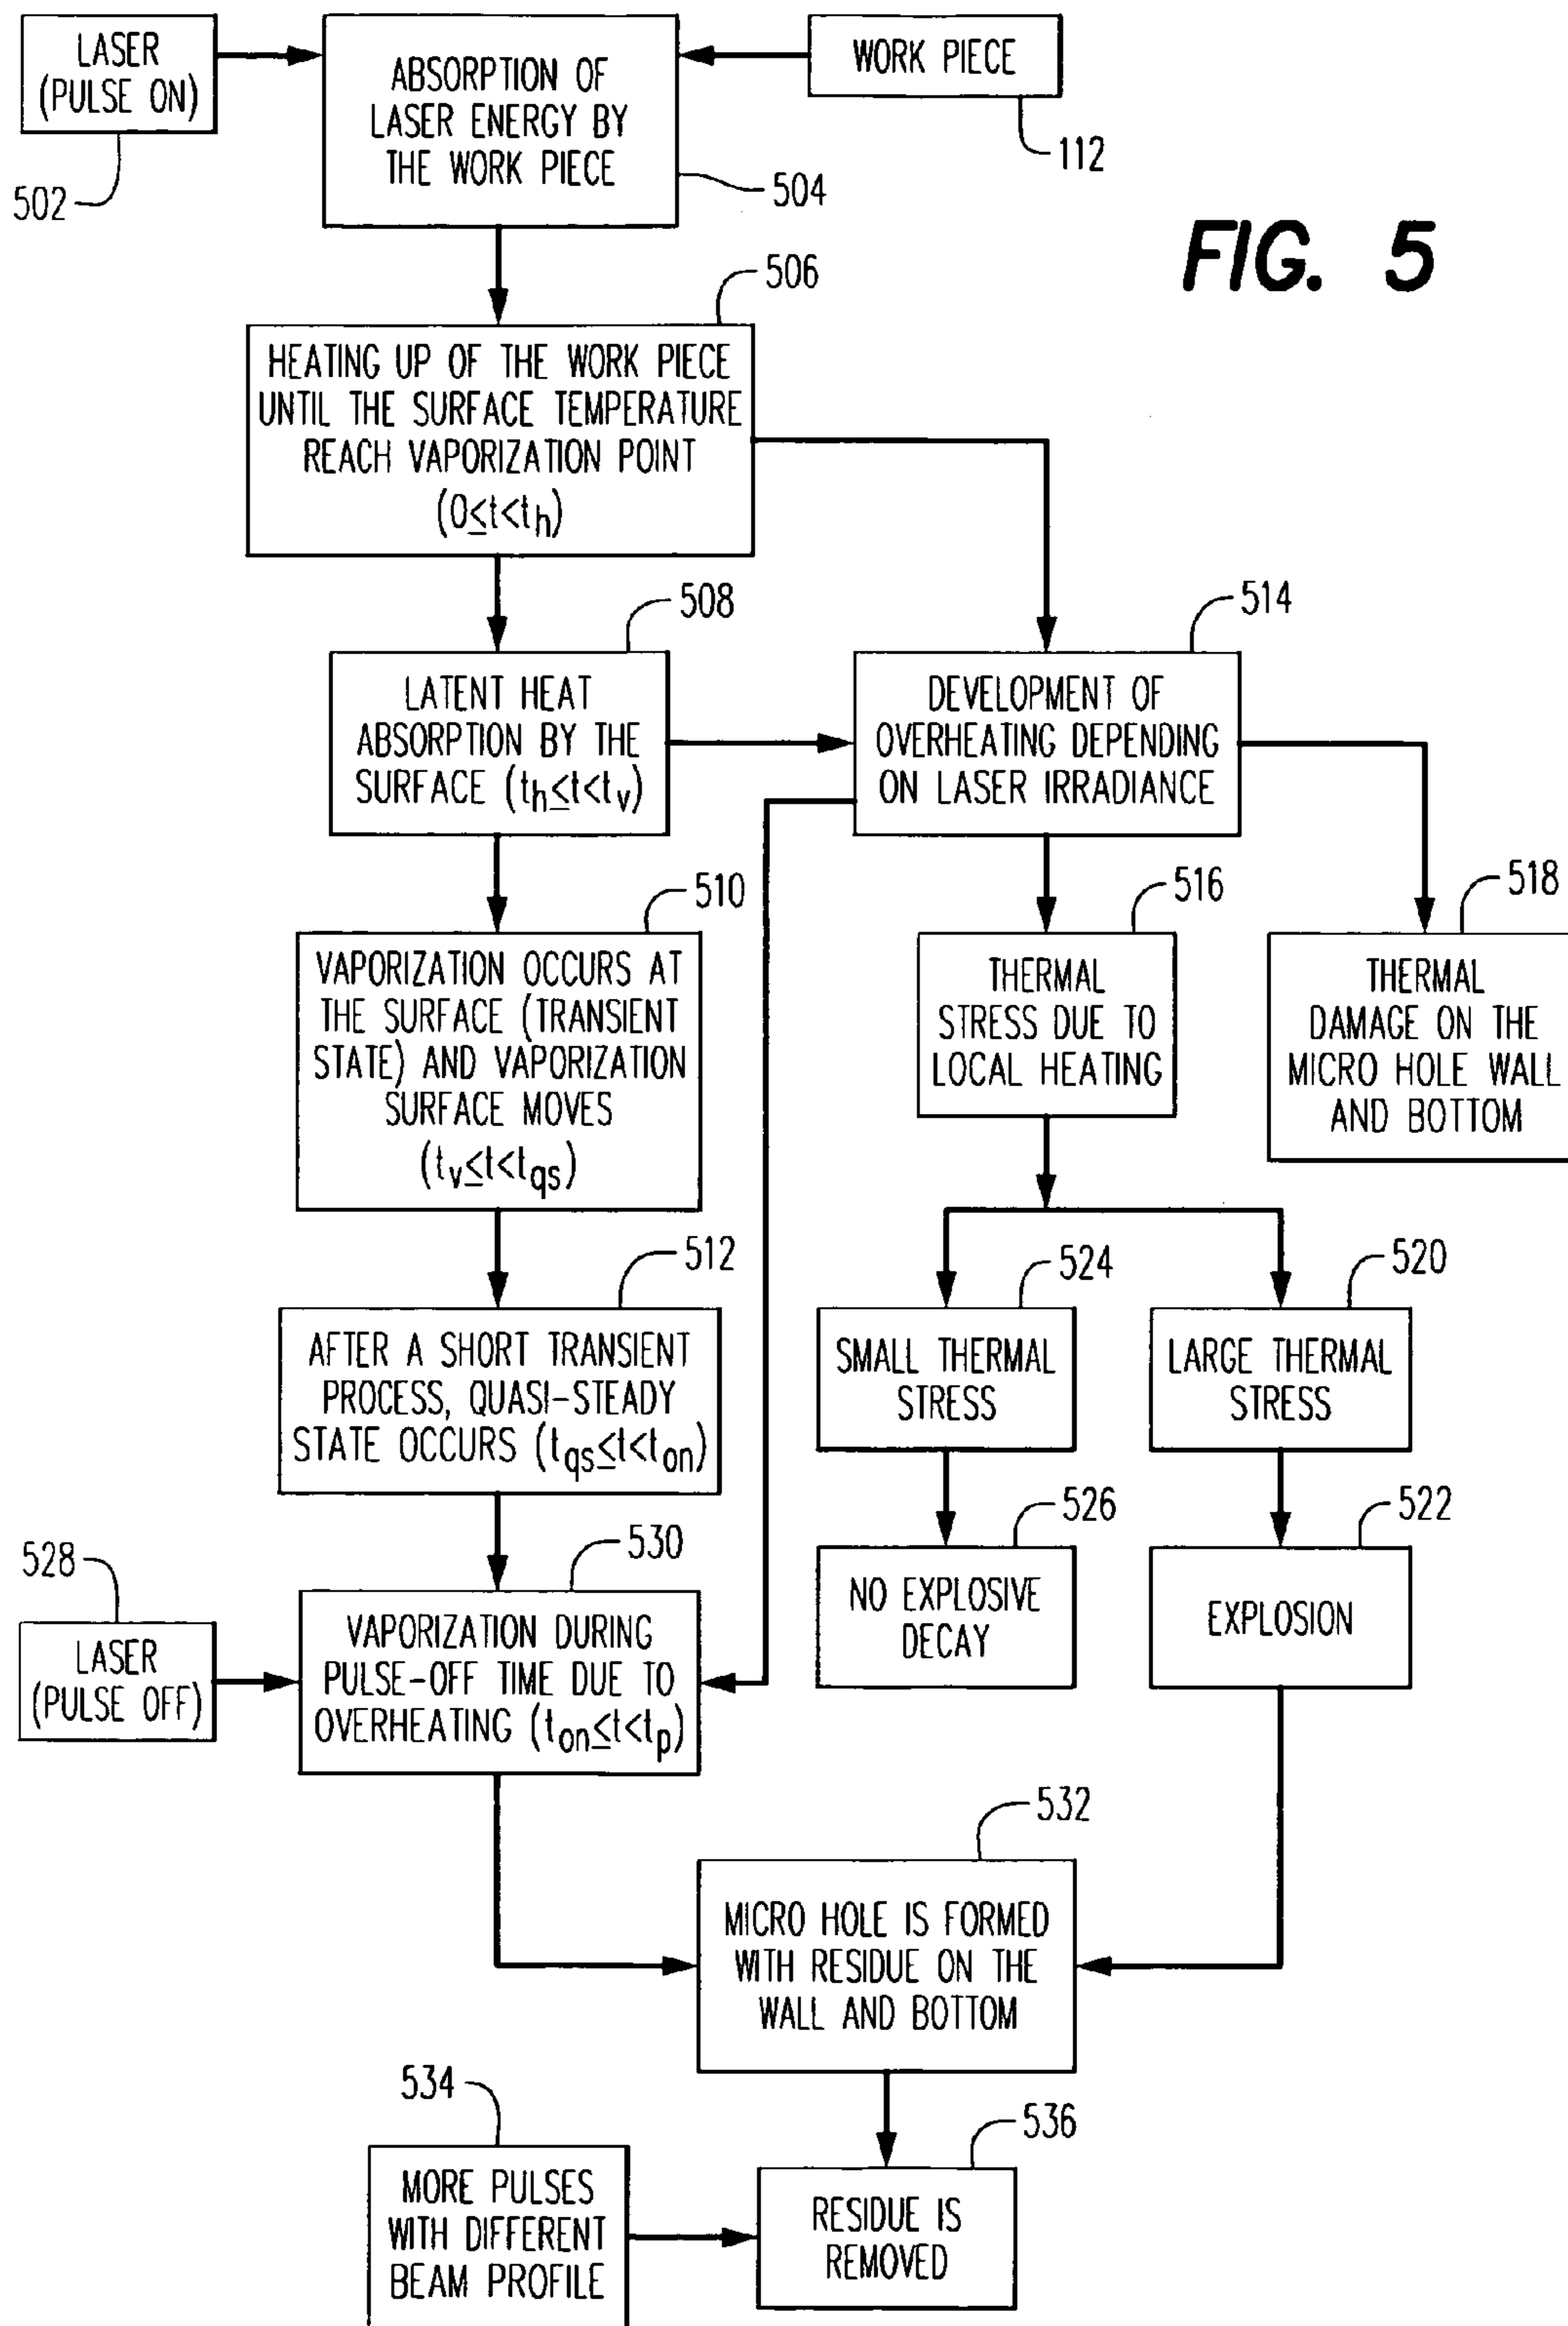 LASER
(PULSE ON)
502
ABSORPTION OF
LASER ENERGY BY
THE WORK PIECE
504
WORK PIECE
112
FIG. 5
506
HEATING UP OF THE WORK PIECE
UNTIL THE SURFACE TEMPERATURE
REACH VAPORIZATION POINT
(0≤t<th)
508
LATENT HEAT
ABSORPTION BY THE
SURFACE (th≤t<tv)
514
DEVELOPMENT OF
OVERHEATING DEPENDING
ON LASER IRRADIANCE
510
VAPORIZATION OCCURS AT
THE SURFACE (TRANSIENT
STATE) AND VAPORIZATION
SURFACE MOVES
(tv≤t<tqs)
516
THERMAL
STRESS DUE TO
LOCAL HEATING
518
THERMAL
DAMAGE ON THE
MICRO HOLE WALL
AND BOTTOM
512
AFTER A SHORT TRANSIENT
PROCESS, QUASI-STEADY
STATE OCCURS (tqs≤t<ton)
524
SMALL THERMAL
STRESS
520
LARGE THERMAL
STRESS
526
NO EXPLOSIVE
DECAY
522
EXPLOSION
528
LASER
(PULSE OFF)
530
VAPORIZATION DURING
PULSE-OFF TIME DUE TO
OVERHEATING (ton≤t<tp)
532
MICRO HOLE IS FORMED
WITH RESIDUE ON THE
WALL AND BOTTOM
534
MORE PULSES
WITH DIFFERENT
BEAM PROFILE
536
RESIDUE IS
REMOVED